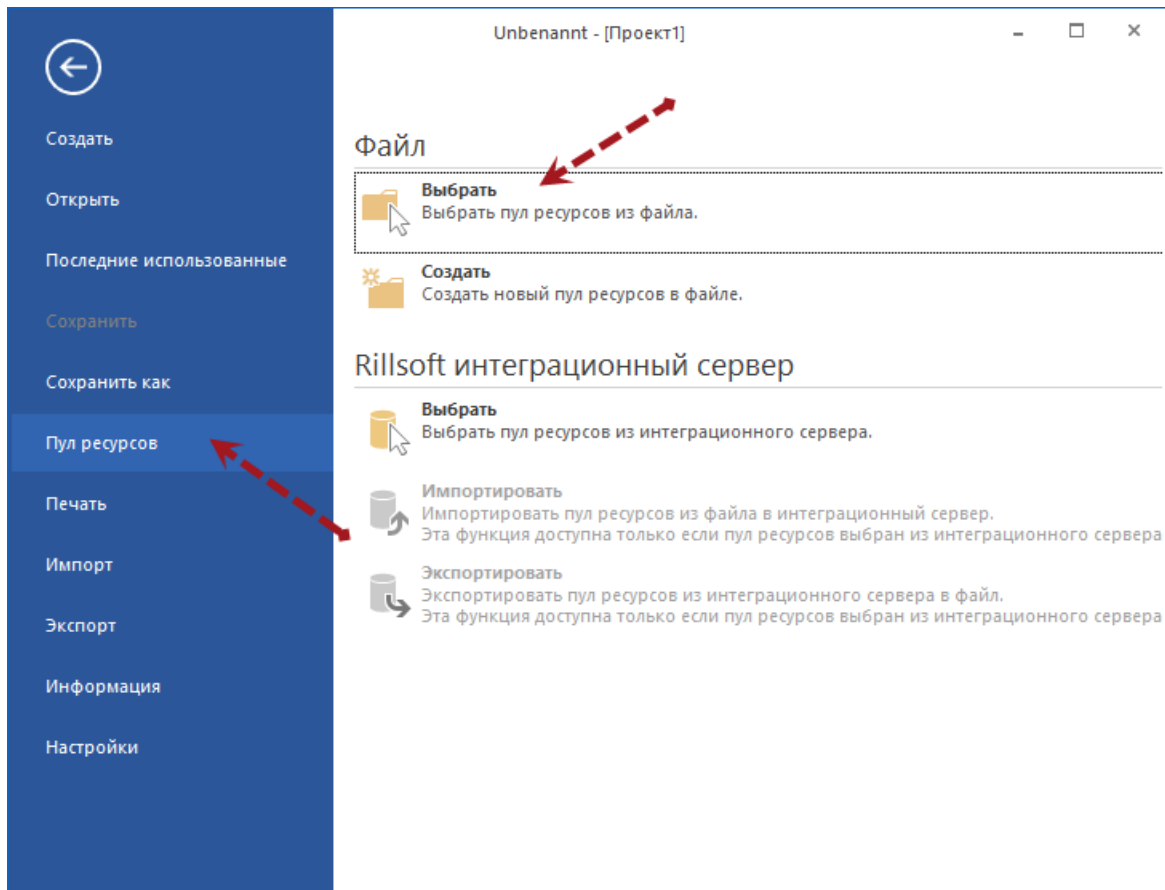 Unbenannt - [Проект1]
Создать
Открыть
Последние использованные
Сохранить
Сохранить как
Пул ресурсов
Печать
Импорт
Экспорт
Информация
Настройки
Файл
Выбрать
Выбрать пул ресурсов из файла.
Создать
Создать новый пул ресурсов в файле.
Rillsoft интеграционный сервер
Выбрать
Выбрать пул ресурсов из интеграционного сервера.
Импортировать
Импортировать пул ресурсов из файла в интеграционный сервер.
Эта функция доступна только если пул ресурсов выбран из интеграционного сервера
Экспортировать
Экспортировать пул ресурсов из интеграционного сервера в файл.
Эта функция доступна только если пул ресурсов выбран из интеграционного сервера